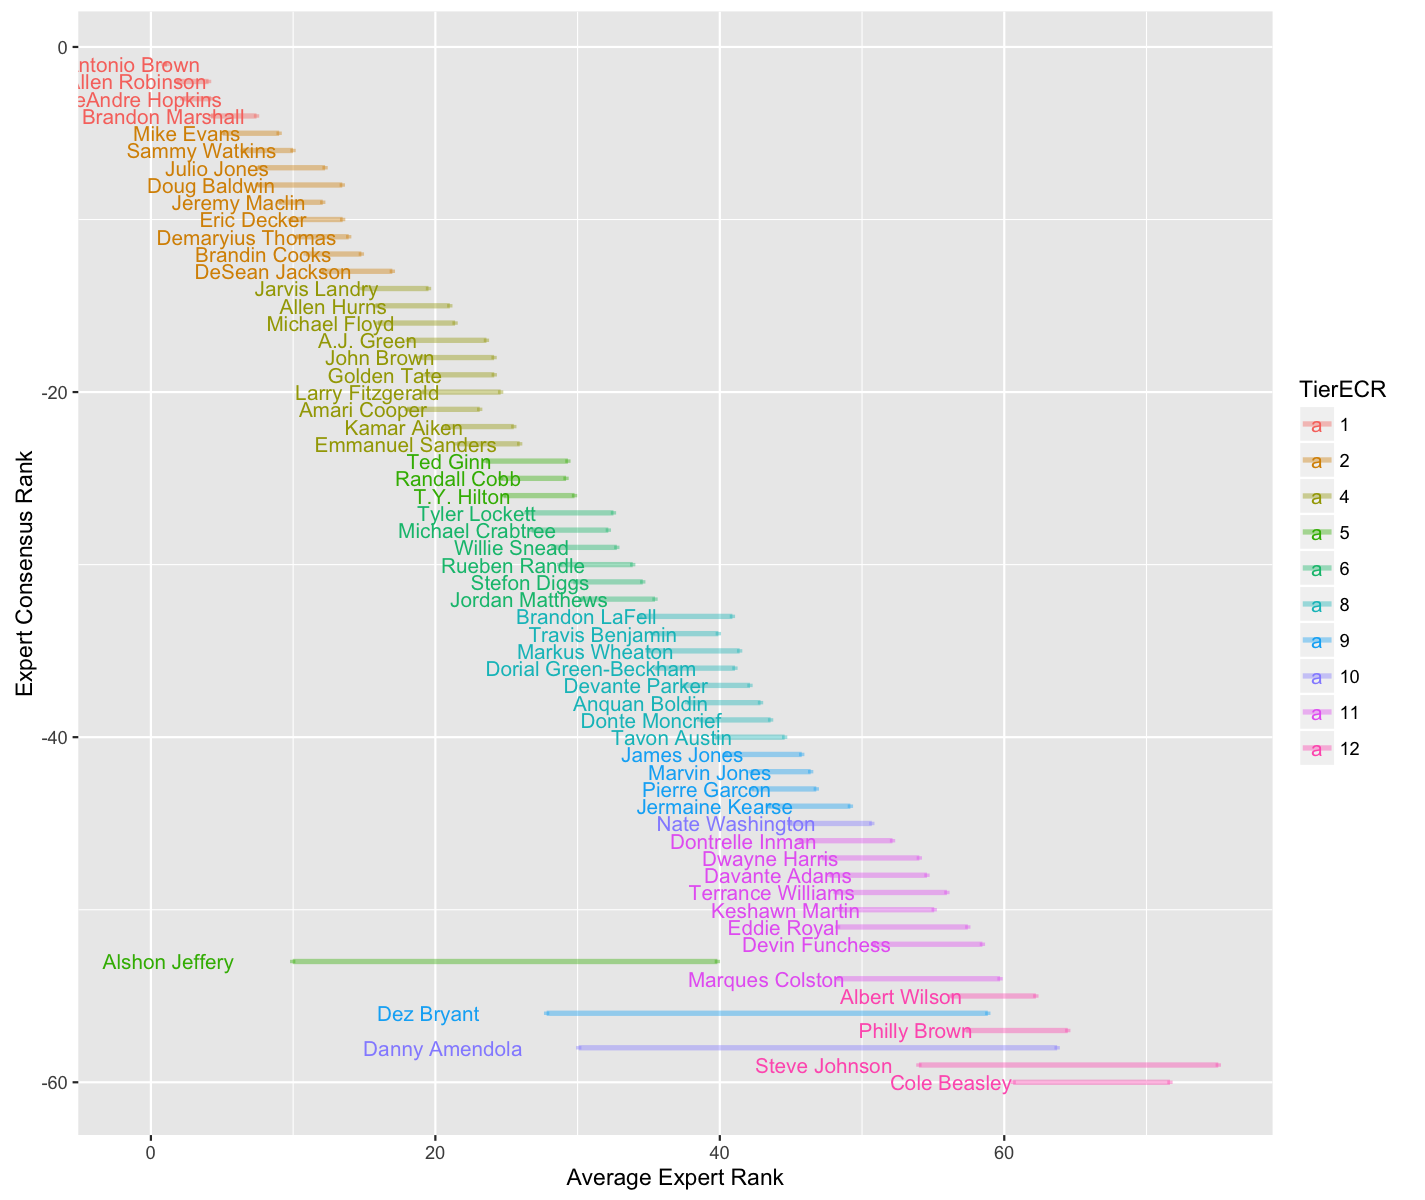 0
ntonio Brown
llen Robinson
eAndre Hopkins
Brandon Marshall
Mike Evans
Sammy Watkins
Julio Jones
Doug Baldwin
Jeremy Maclin
Eric Decker
Demaryius Thomas
Brandin Cooks
DeSean Jackson
Jarvis Landry
Allen Hurns
Michael Floyd
A.J. Green
John Brown
Golden Tate
-20
Larry Fitzgerald
Amari Cooper
Kamar Aiken
Emmanuel Sanders
Ted Ginn
Randall Cobb
T.Y. Hilton
Tyler Lockett
Michael Crabtree
Willie Snead
Rueben Randle
Stefon Diggs
Jordan Matthews
Brandon LaFell
Travis Benjamin
Markus Wheaton
Dorial Green-Beckham
Devante Parker
Anquan Boldin
Donte Moncrief
-40
Tavon Austin
James Jones
Marvin Jones
Pierre Garcon
Jermaine Kearse
Nate Washington
Dontrelle Inman
Dwayne Harris
Davante Adams
Terrance Williams
Keshawn Martin
Eddie Royal
Devin Funchess
Alshon Jeffery
Marques Colston
Albert Wilson
Dez Bryant
Philly Brown
Danny Amendola
Steve Johnson
-60
Cole Beasley
0 20 40 60
Average Expert Rank
Expert Consensus Rank
TierECR
a 1
a 2
a 4
a 5
a 6
a 8
a 9
a 10
a 11
a 12